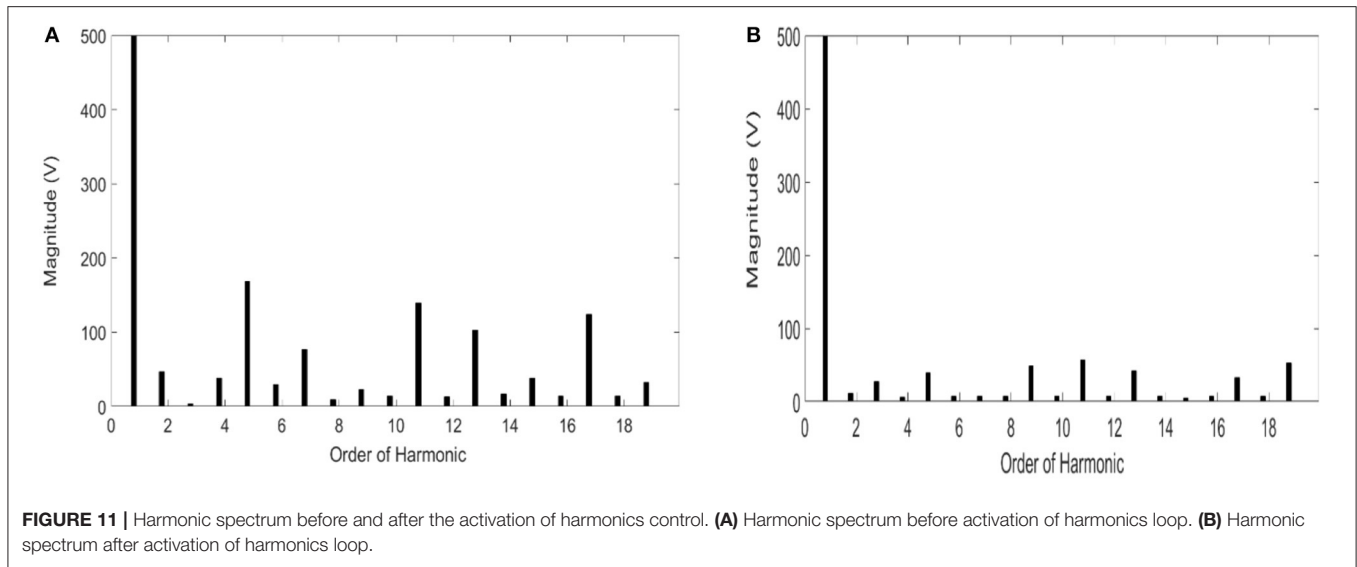 A
500
400
300
200
100
0
Magnitude (V)
0 2 4 6 8 10 12 14 16 18
Order of Harmonic
B
500
400
300
200
100
0
Magnitude (V)
0 2 4 6 8 10 12 14 16 18
Order of Harmonic
FIGURE 11 | Harmonic spectrum before and after the activation of harmonics control. (A) Harmonic spectrum before activation of harmonics loop. (B) Harmonic
spectrum after activation of harmonics loop.